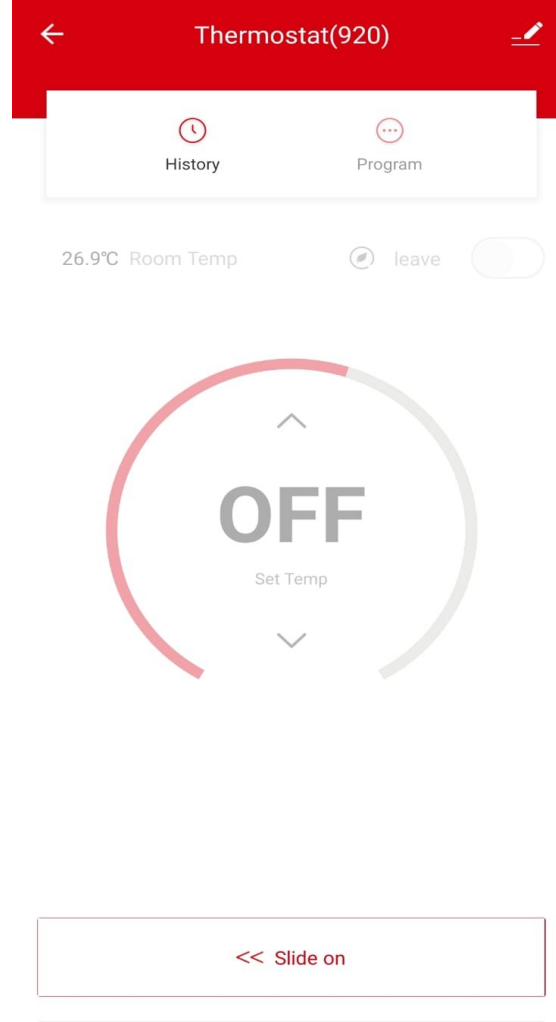 Thermostat(920)
History
Program
26.9℃ Room Temp
leave
OFF
Set Temp
<< Slide on